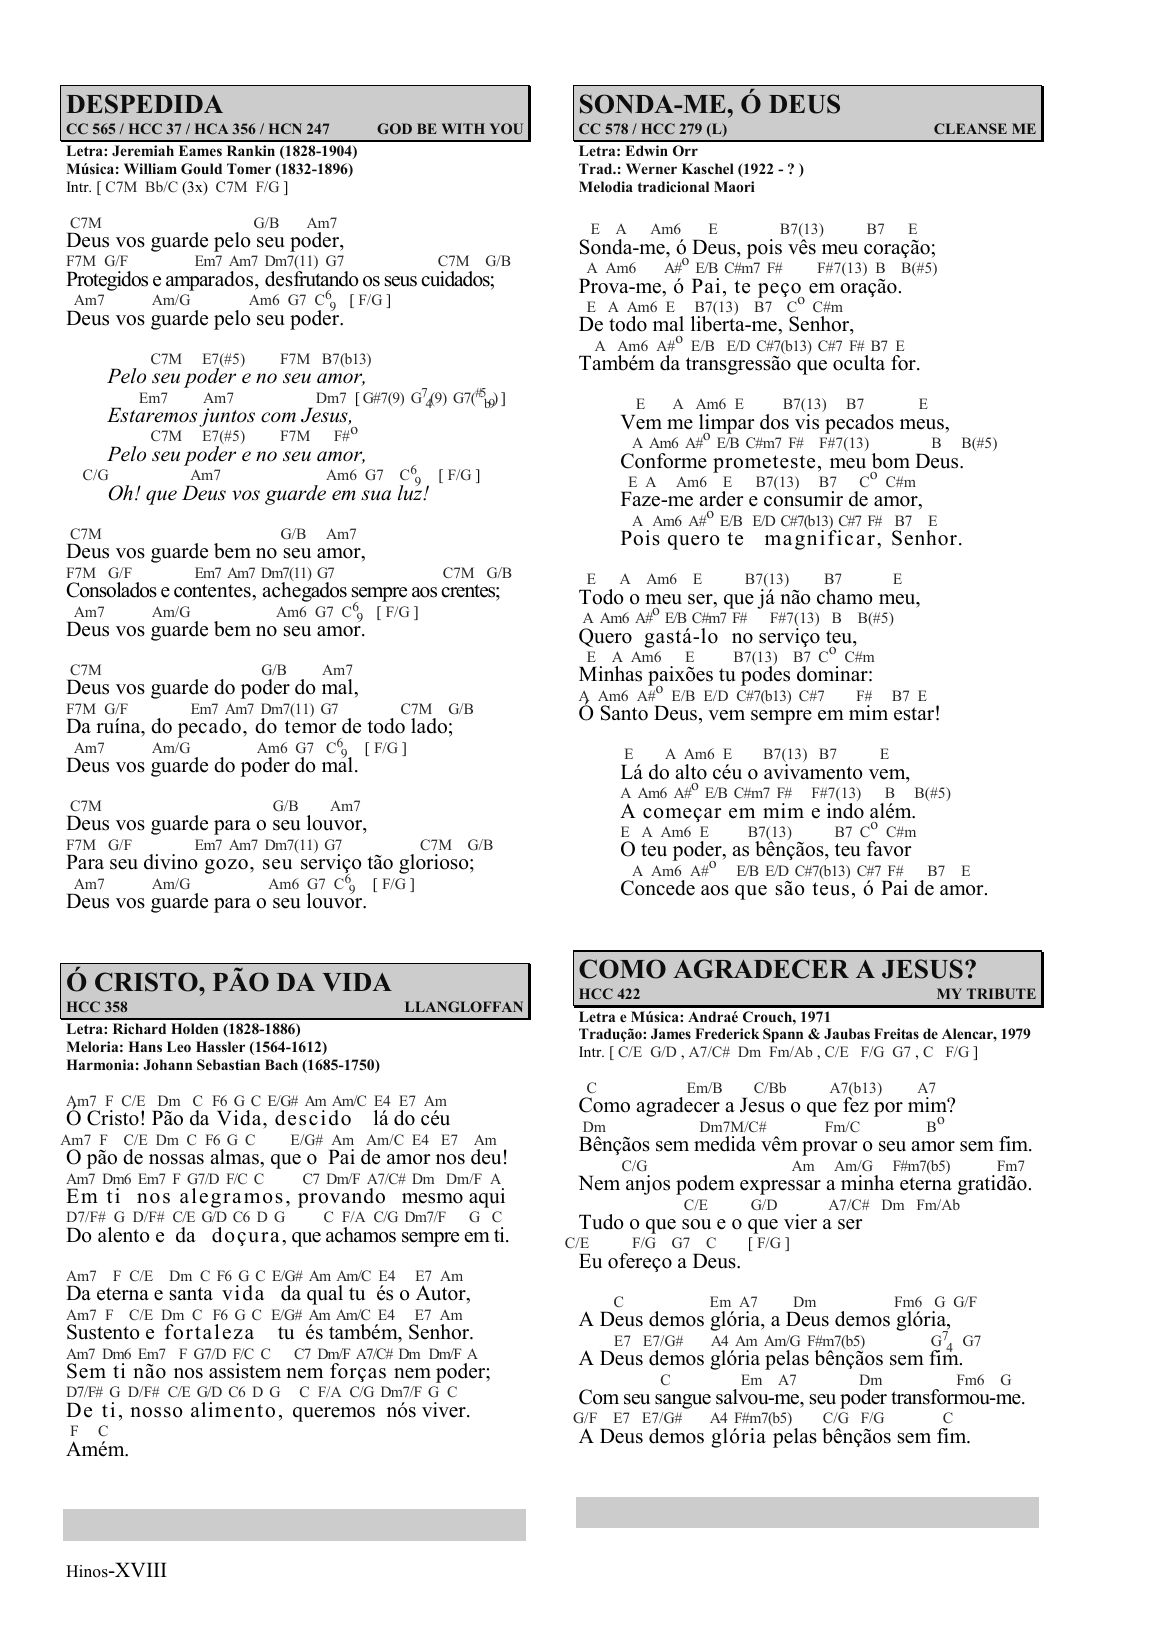 DESPEDIDA
CC 565 / HCC 37 / HCA 356 / HCN 247 GOD BE WITH YOU
Letra: Jeremiah Eames Rankin (1828-1904)
Música: William Gould Tomer (1832-1896)
Intr. [ C7M Bb/C (3x) C7M F/G ]
C7M G/B Am7
Deus vos guarde pelo seu poder,
F7M G/F Em7 Am7 Dm7(11) G7 C7M G/B
Protegidos e amparados, desfrutando os seus cuidados;
Am7 Am/G Am6 G7 C69 [ F/G ]
Deus vos guarde pelo seu poder.
C7M E7(#5) F7M B7(b13)
Pelo seu poder e no seu amor,
Em7 Am7 Dm7 [ G#7(9) G74(9) G7(#5b9) ]
Estaremos juntos com Jesus,
C7M E7(#5) F7M F#o
Pelo seu poder e no seu amor,
C/G Am7 Am6 G7 C69 [ F/G ]
Oh! que Deus vos guarde em sua luz!
C7M G/B Am7
Deus vos guarde bem no seu amor,
F7M G/F Em7 Am7 Dm7(11) G7 C7M G/B
Consolados e contentes, achegados sempre aos crentes;
Am7 Am/G Am6 G7 C69 [ F/G ]
Deus vos guarde bem no seu amor.
C7M G/B Am7
Deus vos guarde do poder do mal,
F7M G/F Em7 Am7 Dm7(11) G7 C7M G/B
Da ruína, do pecado, do temor de todo lado;
Am7 Am/G Am6 G7 C69 [ F/G ]
Deus vos guarde do poder do mal.
C7M G/B Am7
Deus vos guarde para o seu louvor,
F7M G/F Em7 Am7 Dm7(11) G7 C7M G/B
Para seu divino gozo, seu serviço tão glorioso;
Am7 Am/G Am6 G7 C69 [ F/G ]
Deus vos guarde para o seu louvor.
Ó CRISTO, PÃO DA VIDA
HCC 358 LLANGLOFFAN
Letra: Richard Holden (1828-1886)
Meloria: Hans Leo Hassler (1564-1612)
Harmonia: Johann Sebastian Bach (1685-1750)
Am7 F C/E Dm C F6 G C E/G# Am Am/C E4 E7 Am
Ó Cristo! Pão da Vida, descido lá do céu
Am7 F C/E Dm C F6 G C E/G# Am Am/C E4 E7 Am
O pão de nossas almas, que o Pai de amor nos deu!
Am7 Dm6 Em7 F G7/D F/C C C7 Dm/F A7/C# Dm Dm/F A
Em ti nos alegramos, provando mesmo aqui
D7/F# G D/F# C/E G/D C6 D G C F/A C/G Dm7/F G C
Do alento e da doçura, que achamos sempre em ti.
Am7 F C/E Dm C F6 G C E/G# Am Am/C E4 E7 Am
Da eterna e santa vida da qual tu és o Autor,
Am7 F C/E Dm C F6 G C E/G# Am Am/C E4 E7 Am
Sustento e fortaleza tu és também, Senhor.
Am7 Dm6 Em7 F G7/D F/C C C7 Dm/F A7/C# Dm Dm/F A
Sem ti não nos assistem nem forças nem poder;
D7/F# G D/F# C/E G/D C6 D G C F/A C/G Dm7/F G C
De ti, nosso alimento, queremos nós viver.
F C
Amém.
Hinos-XVIII
SONDA-ME, Ó DEUS
CC 578 / HCC 279 (L) CLEANSE ME
Letra: Edwin Orr
Trad.: Werner Kaschel (1922 - ? )
Melodia tradicional Maori
E A Am6 E B7(13) B7 E
Sonda-me, ó Deus, pois vês meu coração;
A Am6 A#o E/B C#m7 F# F#7(13) B B(#5)
Prova-me, ó Pai, te peço em oração.
E A Am6 E B7(13) B7 Co C#m
De todo mal liberta-me, Senhor,
A Am6 A#o E/B E/D C#7(b13) C#7 F# B7 E
Também da transgressão que oculta for.
E A Am6 E B7(13) B7 E
Vem me limpar dos vis pecados meus,
A Am6 A#o E/B C#m7 F# F#7(13) B B(#5)
Conforme prometeste, meu bom Deus.
E A Am6 E B7(13) B7 Co C#m
Faze-me arder e consumir de amor,
A Am6 A#o E/B E/D C#7(b13) C#7 F# B7 E
Pois quero te magnificar, Senhor.
E A Am6 E B7(13) B7 E
Todo o meu ser, que já não chamo meu,
A Am6 A#o E/B C#m7 F# F#7(13) B B(#5)
Quero gastá-lo no serviço teu,
E A Am6 E B7(13) B7 Co C#m
Minhas paixões tu podes dominar:
A Am6 A#o E/B E/D C#7(b13) C#7 F# B7 E
Ó Santo Deus, vem sempre em mim estar!
E A Am6 E B7(13) B7 E
Lá do alto céu o avivamento vem,
A Am6 A#o E/B C#m7 F# F#7(13) B B(#5)
A começar em mim e indo além.
E A Am6 E B7(13) B7 Co C#m
O teu poder, as bênçãos, teu favor
A Am6 A#o E/B E/D C#7(b13) C#7 F# B7 E
Concede aos que são teus, ó Pai de amor.
COMO AGRADECER A JESUS?
HCC 422 MY TRIBUTE
Letra e Música: Andraé Crouch, 1971
Tradução: James Frederick Spann & Jaubas Freitas de Alencar, 1979
Intr. [ C/E G/D , A7/C# Dm Fm/Ab , C/E F/G G7 , C F/G ]
C Em/B C/Bb A7(b13) A7
Como agradecer a Jesus o que fez por mim?
Dm Dm7M/C# Fm/C Bo
Bênçãos sem medida vêm provar o seu amor sem fim.
C/G Am Am/G F#m7(b5) Fm7
Nem anjos podem expressar a minha eterna gratidão.
C/E G/D A7/C# Dm Fm/Ab
Tudo o que sou e o que vier a ser
C/E F/G G7 C [ F/G ]
Eu ofereço a Deus.
C Em A7 Dm Fm6 G G/F
A Deus demos glória, a Deus demos glória,
E7 E7/G# A4 Am Am/G F#m7(b5) G74 G7
A Deus demos glória pelas bênçãos sem fim.
C Em A7 Dm Fm6 G
Com seu sangue salvou-me, seu poder transformou-me.
G/F E7 E7/G# A4 F#m7(b5) C/G F/G C
A Deus demos glória pelas bênçãos sem fim.